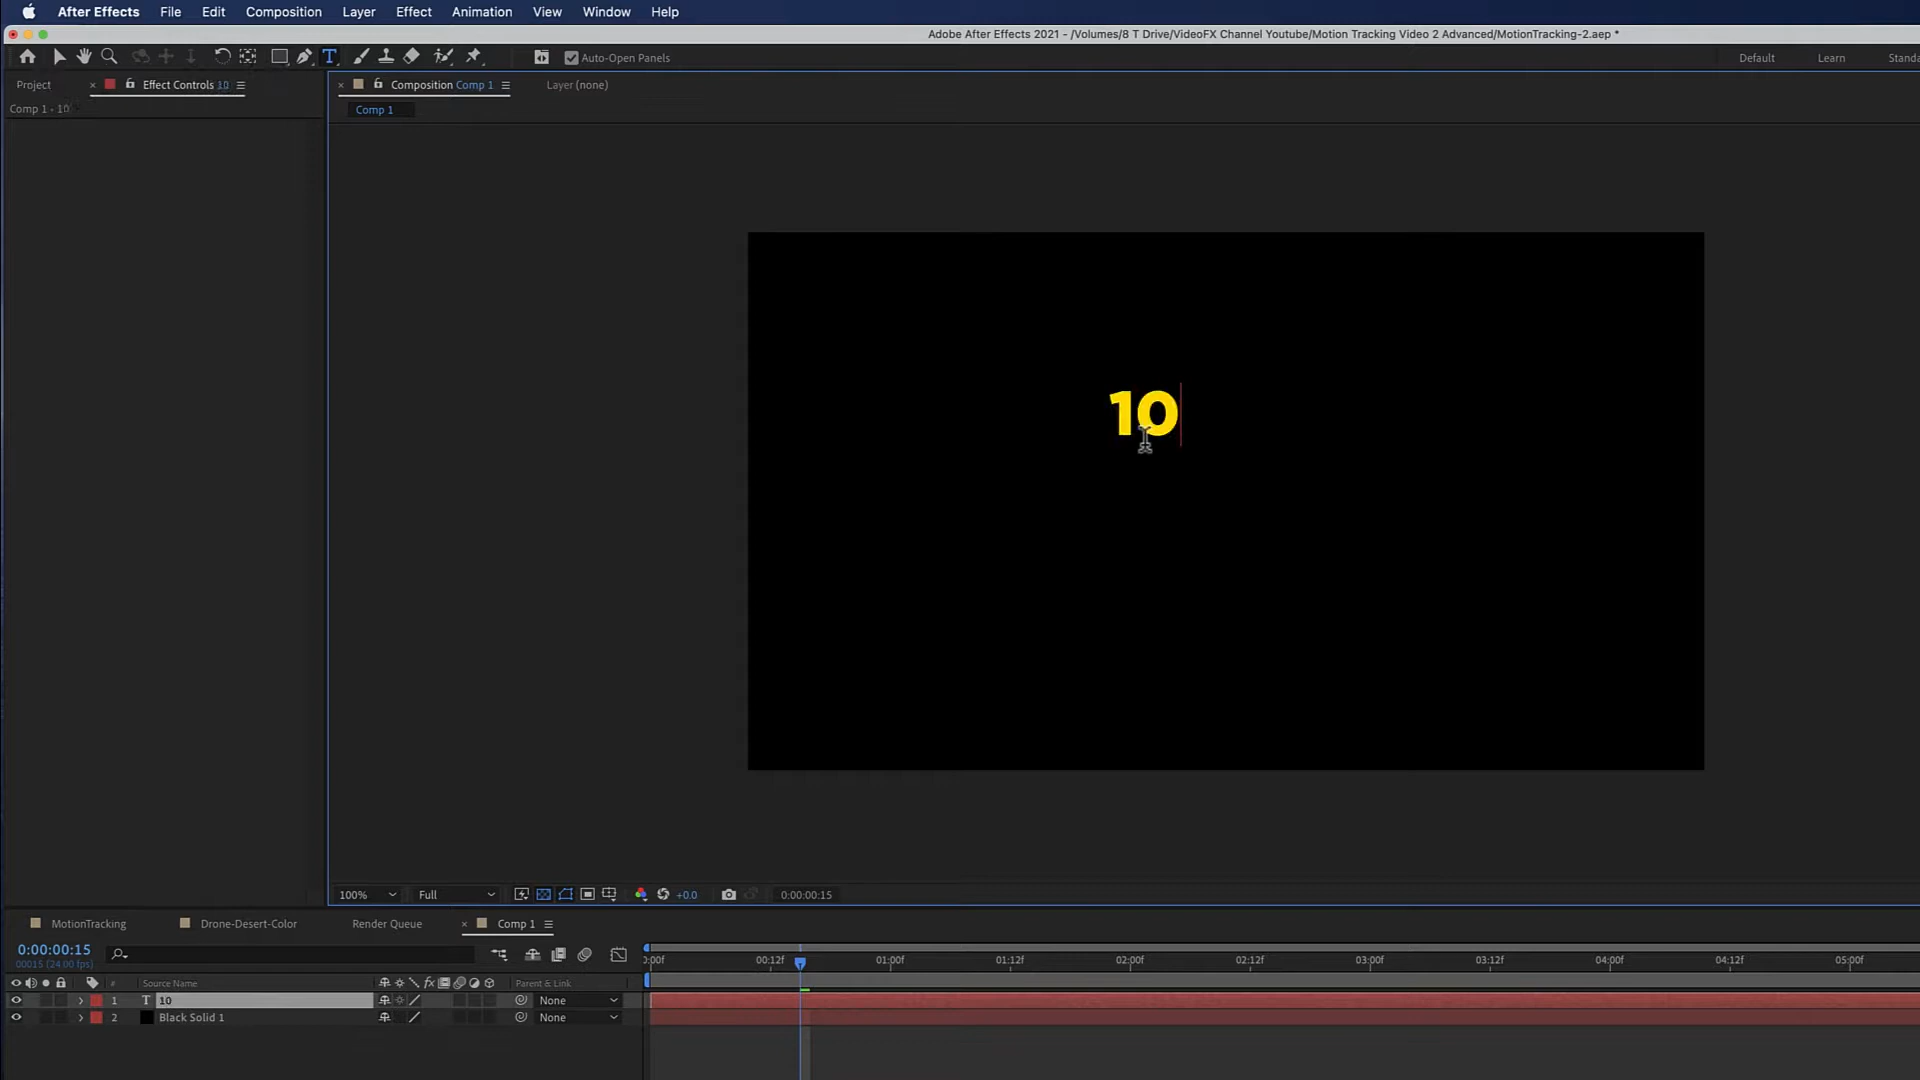 After Effects File Edit Composition Layer Effect Animation View Window Help
Adobe After Effects 2021 - /Volumes/8 T Drive/VideoFX Channel Youtube/Motion Tracking Video 2 Advanced/MotionTracking-2.aep *
T Auto-Open Panels Default Learn Standa
Project × Effect Controls 10 × Composition Comp 1 Layer (none)
Comp 1 - 10
Comp 1
10
100% Full +0.0 0:00:00:15
MotionTracking Drone-Desert-Color Render Queue × Comp 1
0:00:00:15
00015 (24.00 fps)
:00f 00:12f 01:00f 01:12f 02:00f 02:12f 03:00f 03:12f 04:00f 04:12f 05:00f
# Source Name fx Parent & Link
1 T 10 None
2 Black Solid 1 None